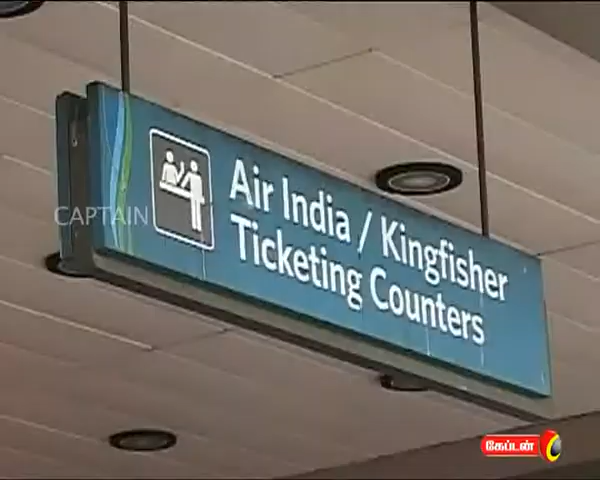 Air India / Kingfisher
Ticketing Counters
CAPTAIN
கேப்டன்